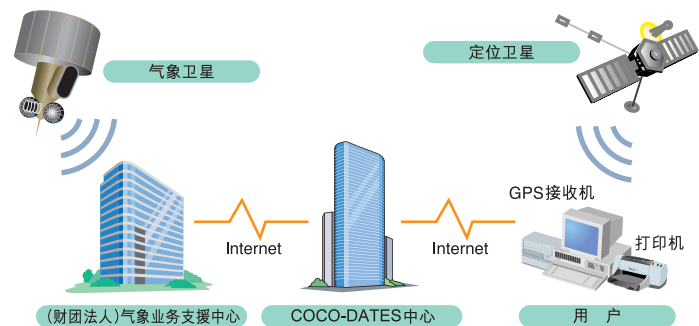 气象卫星
定位卫星
GPS接收机
打印机
Internet
Internet
(财团法人)气象业务支援中心
COCO-DATES中心
用 户